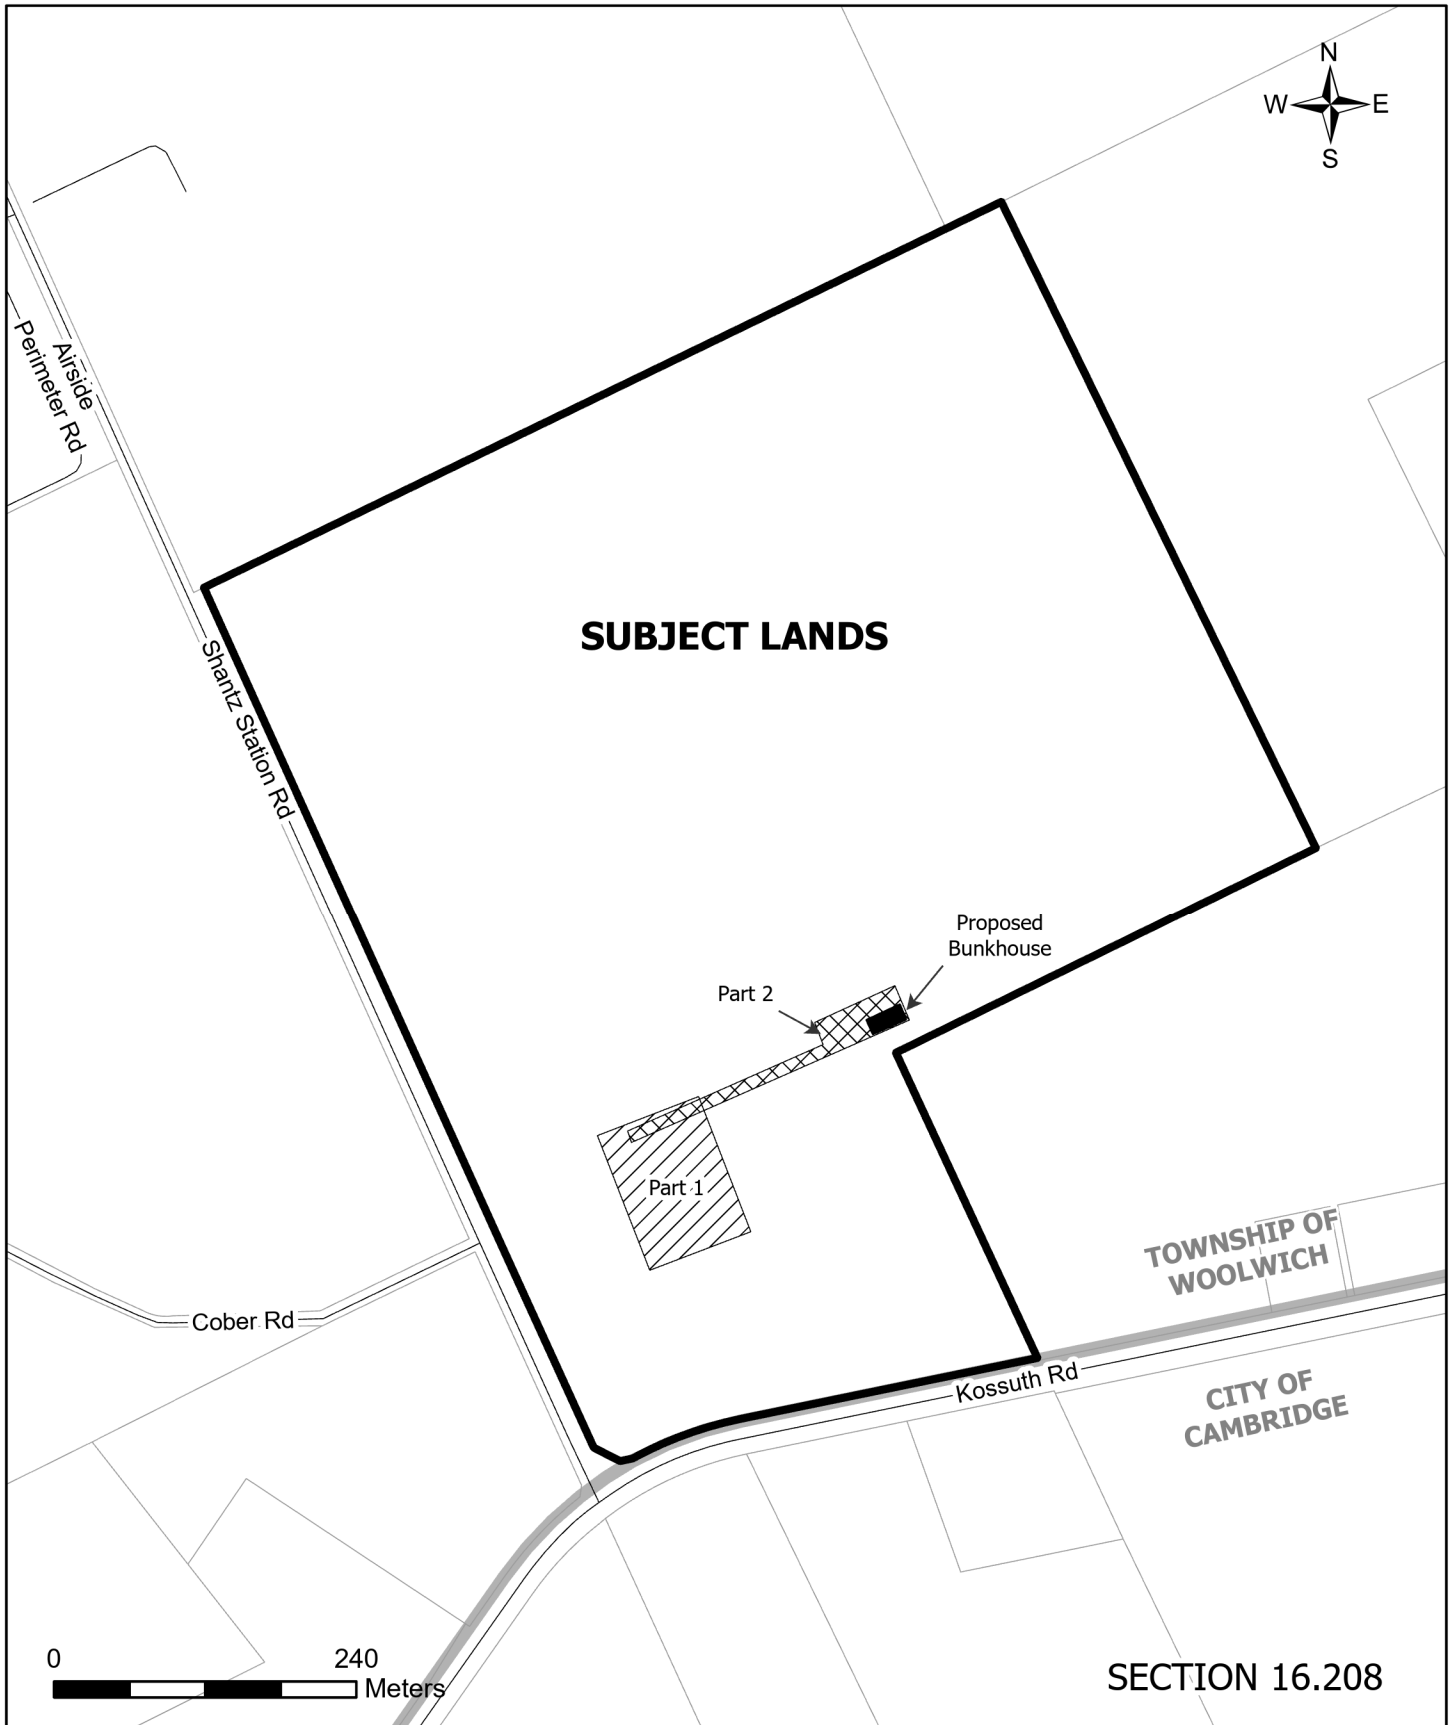 N
W E
S
Airside
Perimeter Rd
SUBJECT LANDS
Shantz Station Rd
Proposed
Bunkhouse
Part 2
Part 1
TOWNSHIP OF
WOOLWICH
Cober Rd
Kossuth Rd
CITY OF
CAMBRIDGE
0 240
Meters
SECTION 16.208